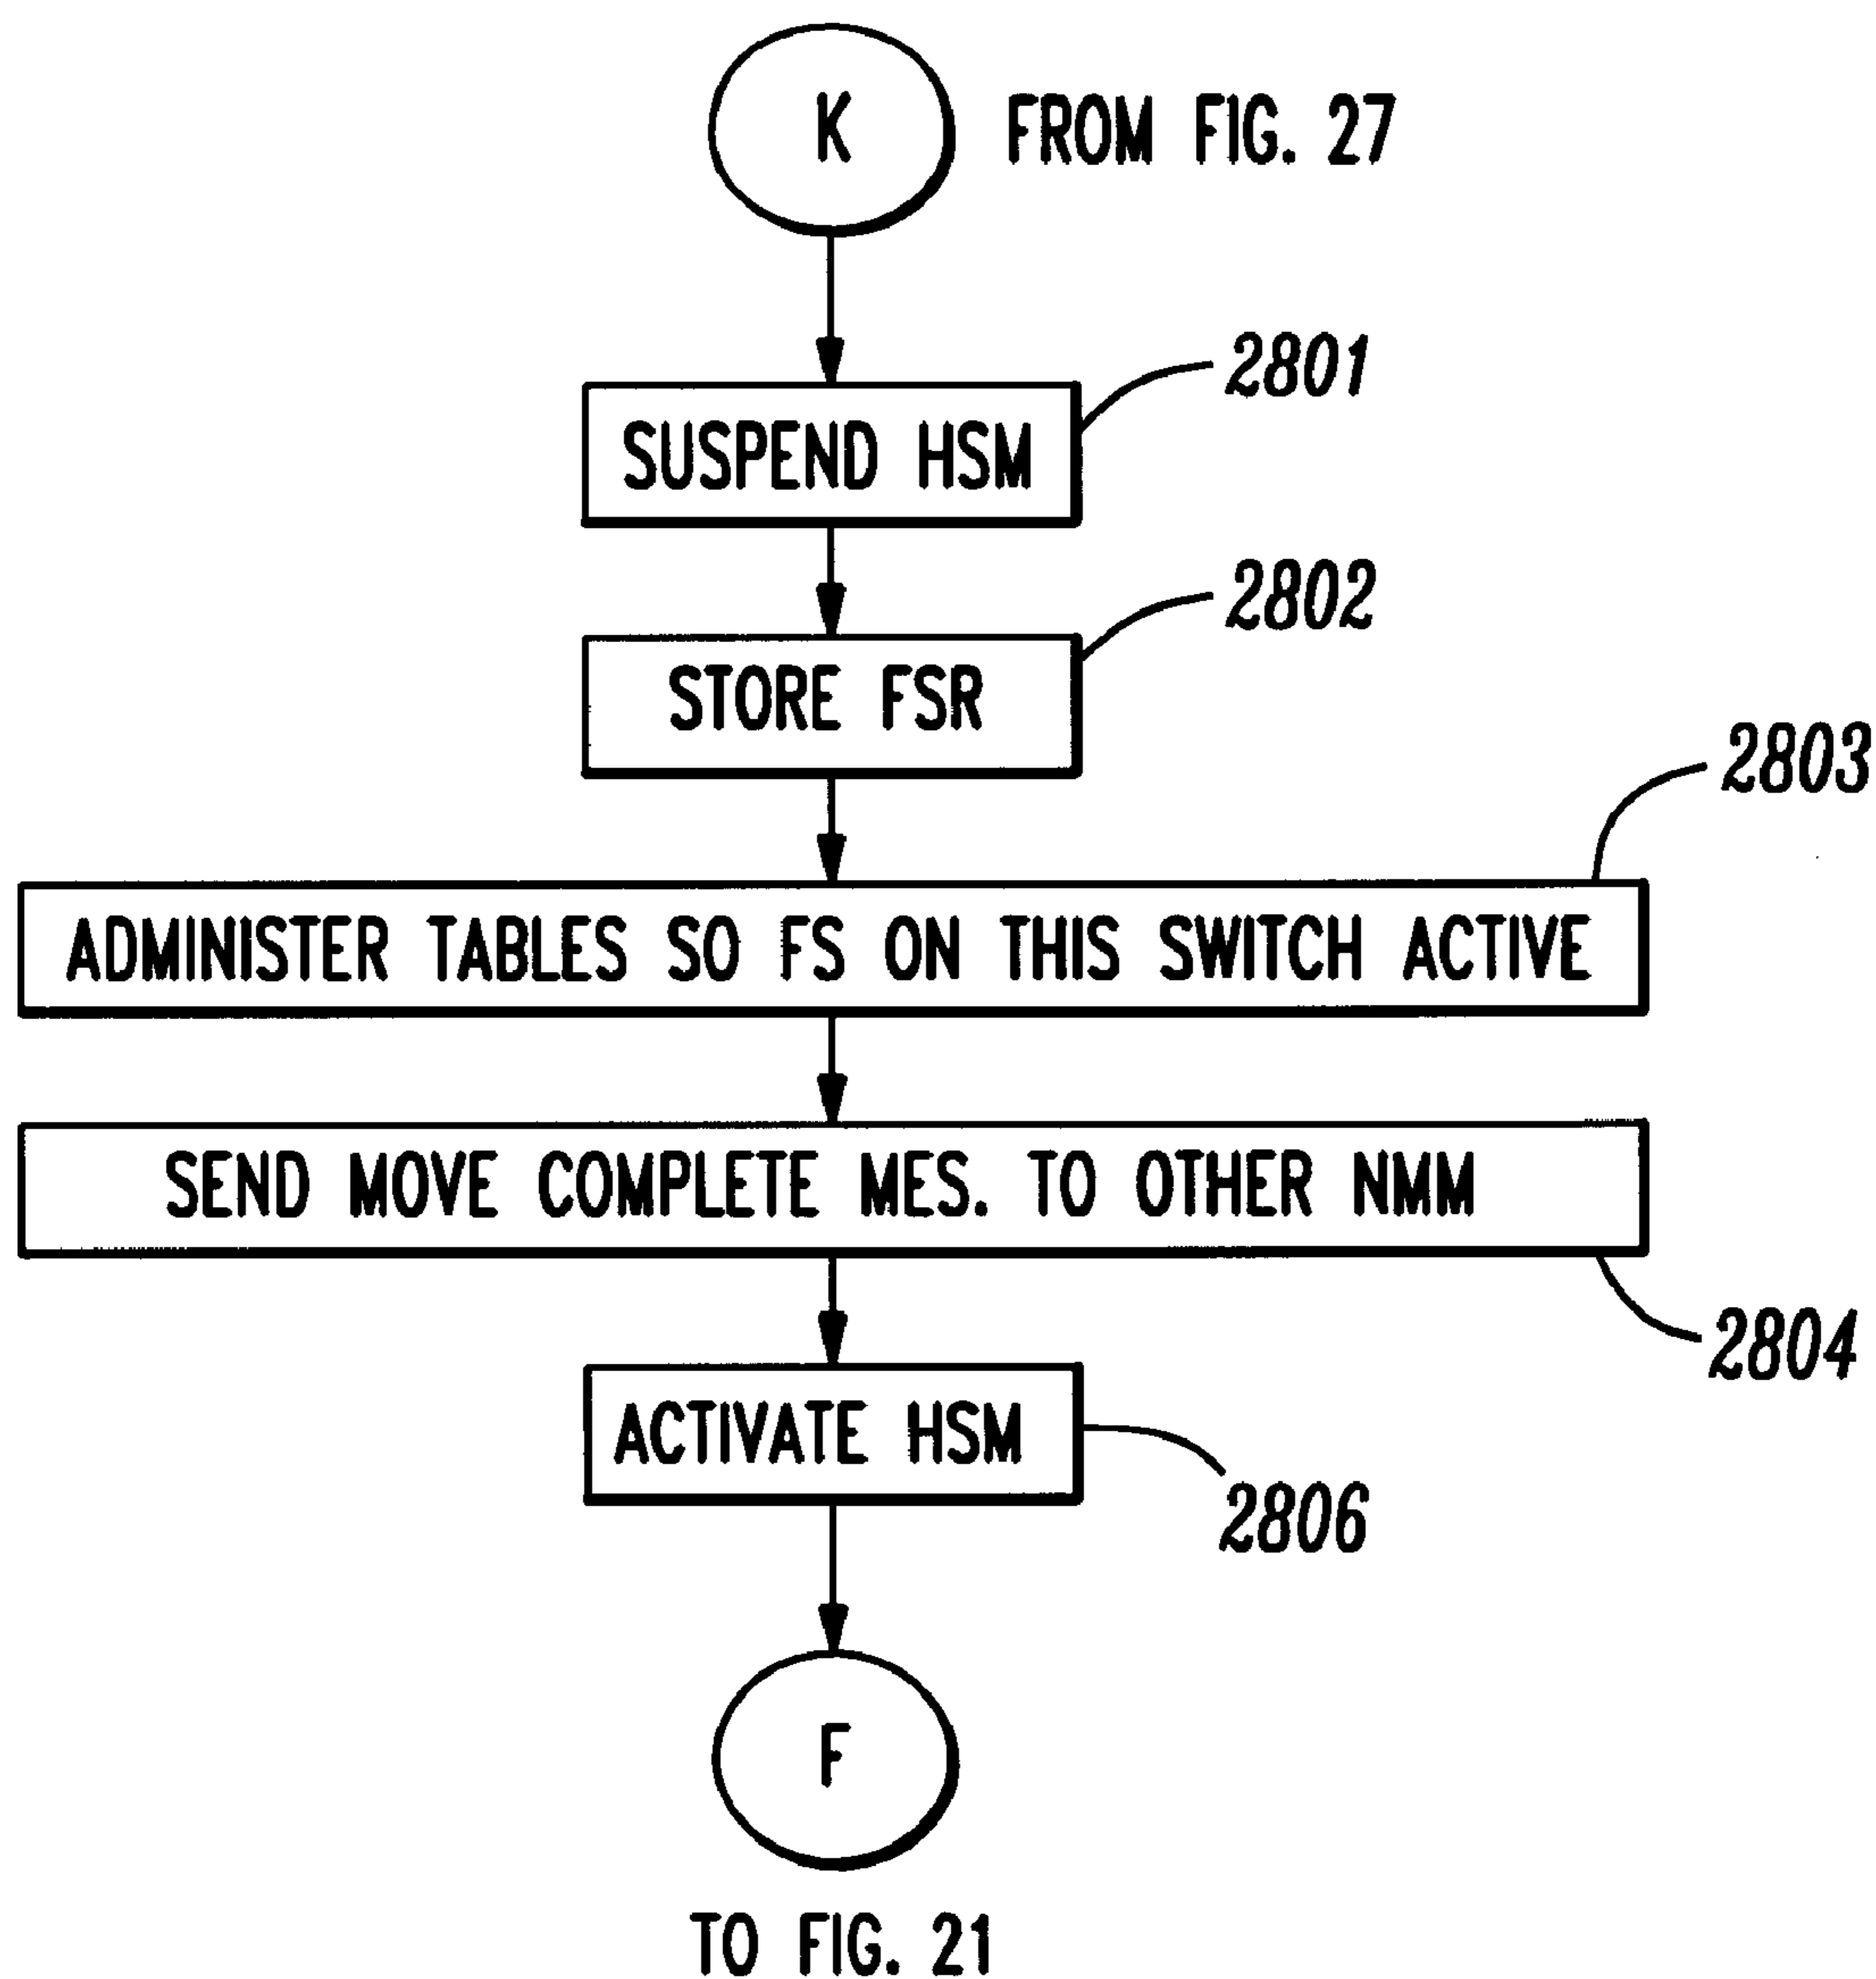 K FROM FIG. 27
2801
SUSPEND HSM
2802
STORE FSR
2803
ADMINISTER TABLES SO FS ON THIS SWITCH ACTIVE
SEND MOVE COMPLETE MES. TO OTHER NMM
2804
ACTIVATE HSM
2806
F
TO FIG. 21